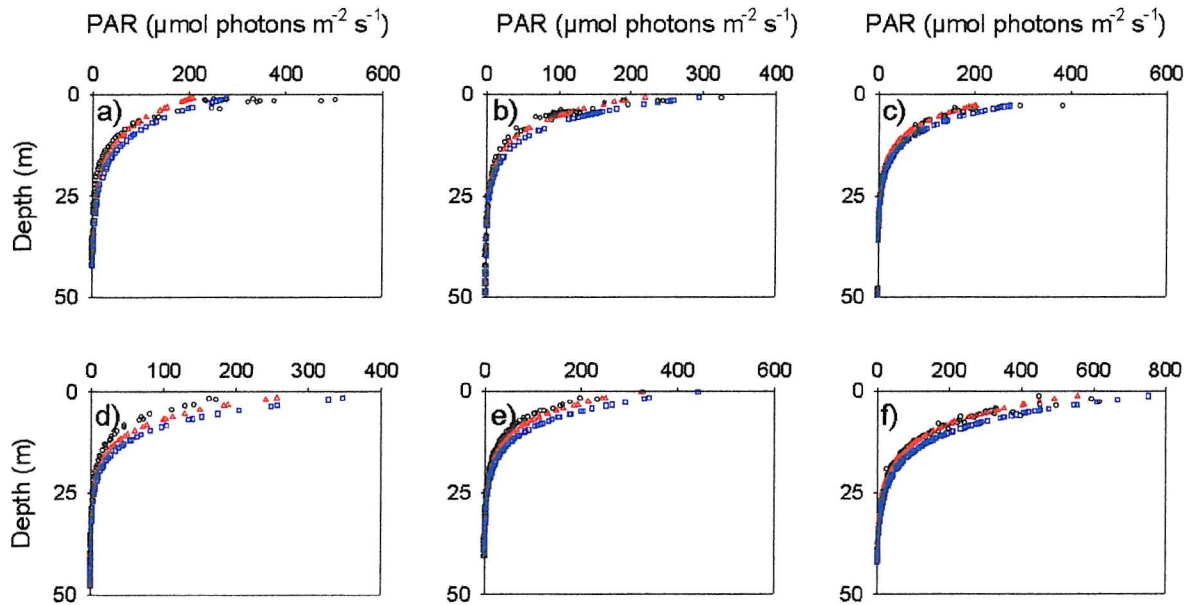 PAR (µmol photons m-2 s-1) PAR (µmol photons m-2 s-1) PAR (µmol photons m-2 s-1)
0 200 400 600 0 100 200 300 400 0 200 400 600
0 0 0
a) b) c)
Depth (m)
25 25 25
50 50 50
0 100 200 300 400 0 200 400 600 0 200 400 600 800
0 0 0
d) e) f)
Depth (m)
25 25 25
50 50 50